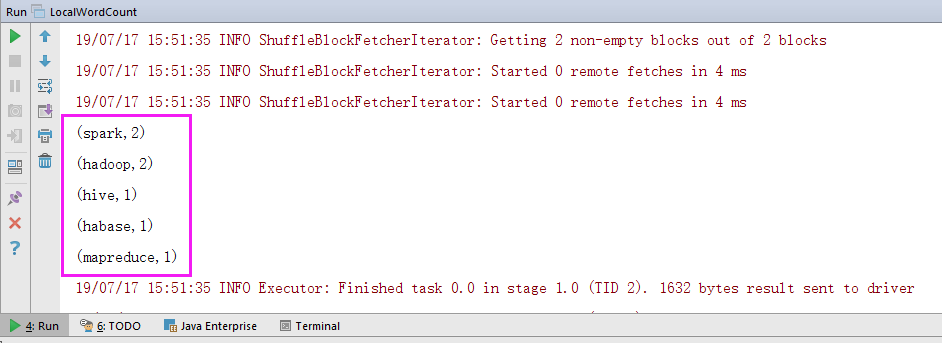 Run LocalWordCount
19/07/17 15:51:35 INFO ShuffleBlockFetcherIterator: Getting 2 non-empty blocks out of 2 blocks
19/07/17 15:51:35 INFO ShuffleBlockFetcherIterator: Started 0 remote fetches in 4 ms
19/07/17 15:51:35 INFO ShuffleBlockFetcherIterator: Started 0 remote fetches in 4 ms
(spark,2)
(hadoop,2)
(hive,1)
(habase,1)
(mapreduce,1)
19/07/17 15:51:35 INFO Executor: Finished task 0.0 in stage 1.0 (TID 2). 1632 bytes result sent to driver
4: Run 6: TODO Java Enterprise Terminal